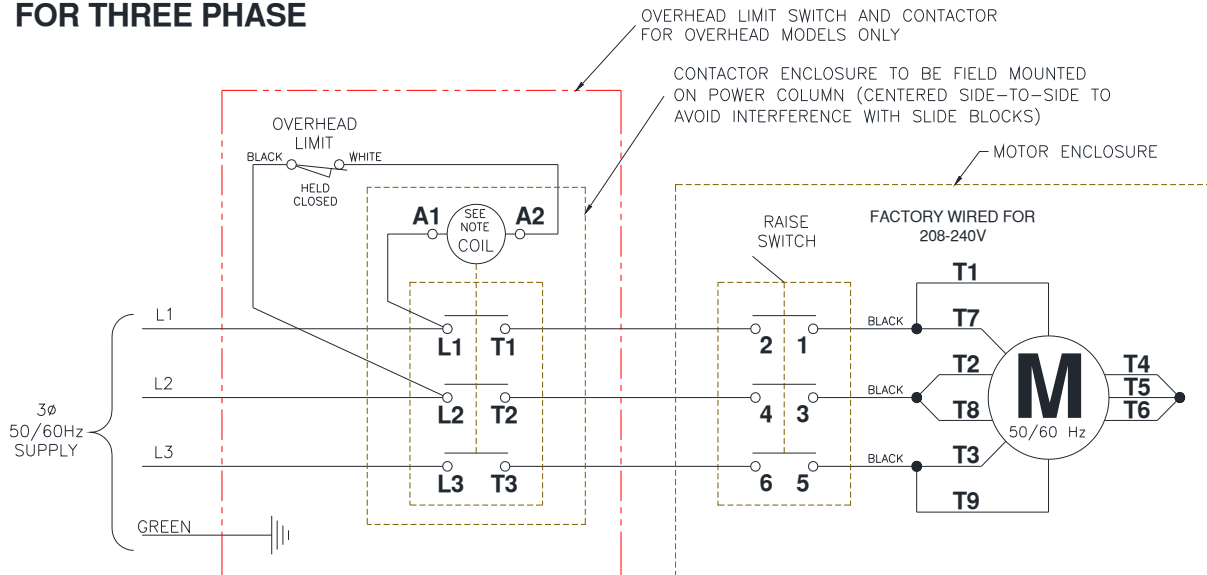 FOR THREE PHASE
OVERHEAD LIMIT SWITCH AND CONTACTOR
FOR OVERHEAD MODELS ONLY
CONTACTOR ENCLOSURE TO BE FIELD MOUNTED
ON POWER COLUMN (CENTERED SIDE-TO-SIDE TO
AVOID INTERFERENCE WITH SLIDE BLOCKS)
OVERHEAD
LIMIT
BLACK
WHITE
HELD
CLOSED
MOTOR ENCLOSURE
A1
SEE
NOTE
COIL
A2
RAISE
SWITCH
FACTORY WIRED FOR
208-240V
L1
L1
T1
2
1
BLACK
T1
T7
L2
L2
T2
4
3
BLACK
T2
T8
M
50/60 Hz
T4
T5
T6
3ø
50/60Hz
SUPPLY
L3
L3
T3
6
5
BLACK
T3
T9
GREEN